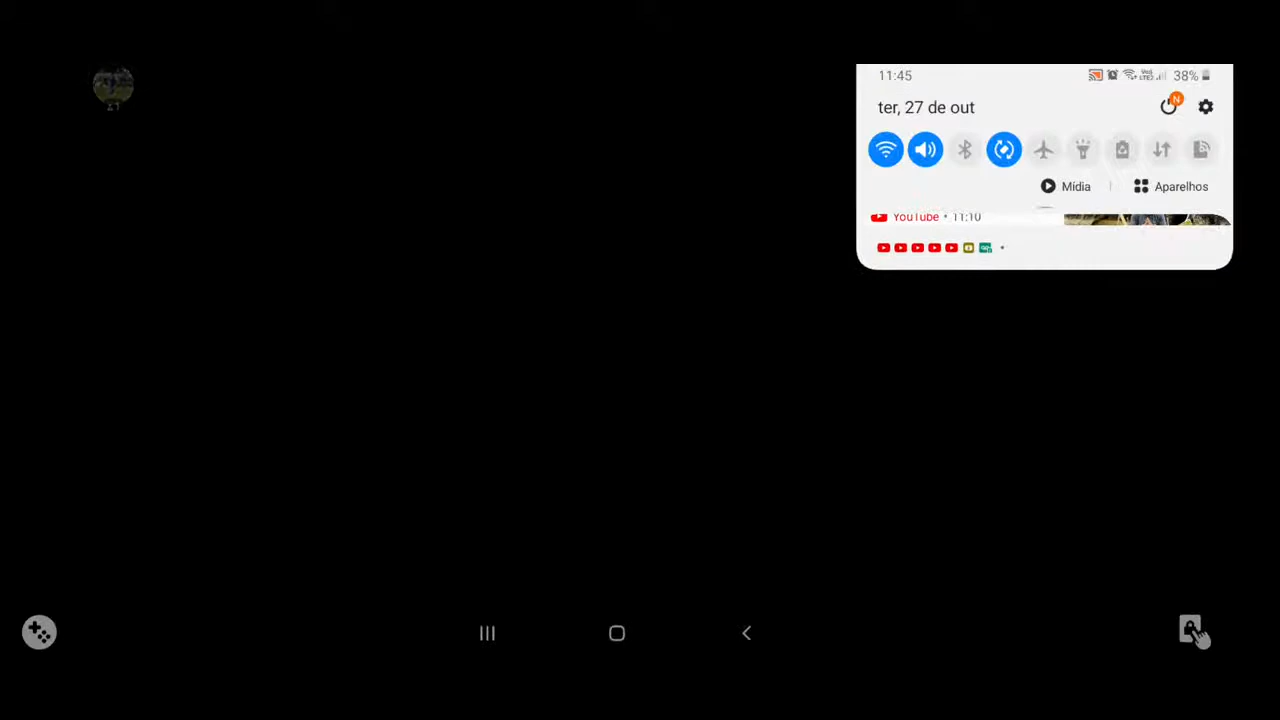 11:45 38%
ter, 27 de out
N
Mídia | Aparelhos
YouTube • 11:10